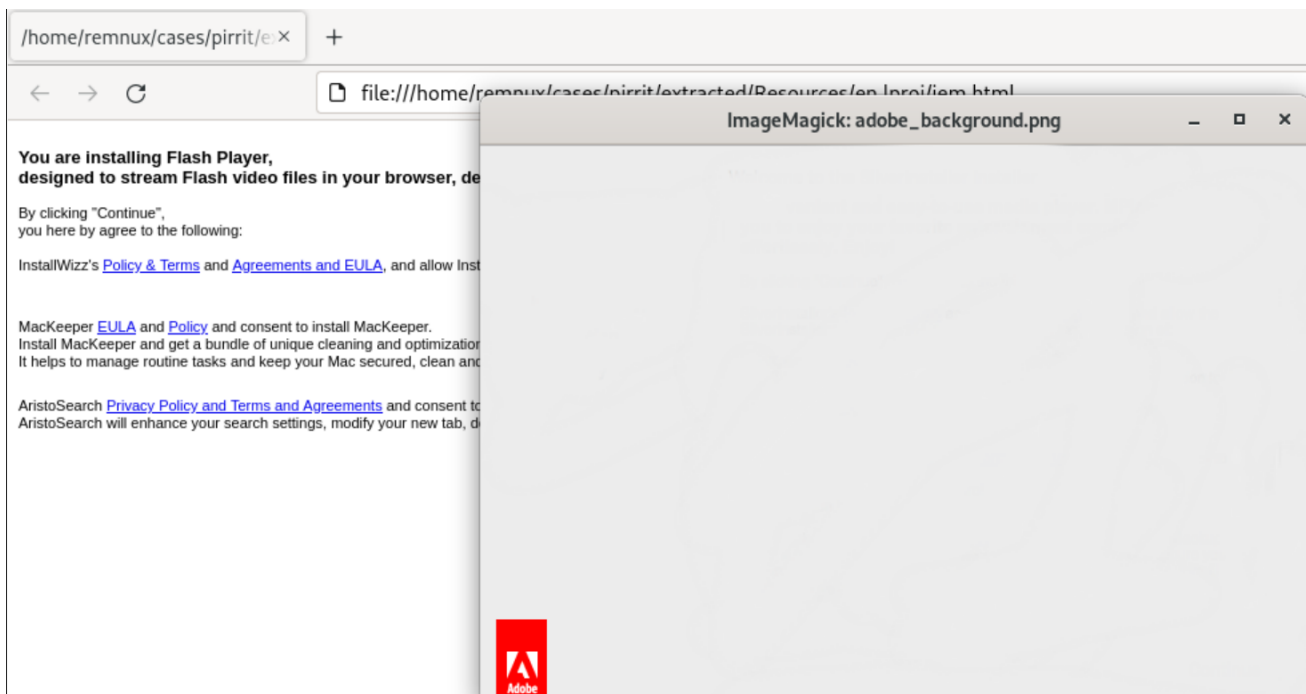 /home/remnux/cases/pirrit/e
file:///home/remnux/cases/pirrit/extracted/Resources/en.lproj/iem.html
ImageMagick: adobe_background.png
You are installing Flash Player,
designed to stream Flash video files in your browser, de
By clicking "Continue",
you here by agree to the following:
InstallWizz's Policy & Terms and Agreements and EULA, and allow Inst
MacKeeper EULA and Policy and consent to install MacKeeper.
Install MacKeeper and get a bundle of unique cleaning and optimization
It helps to manage routine tasks and keep your Mac secured, clean and
AristoSearch Privacy Policy and Terms and Agreements and consent to
AristoSearch will enhance your search settings, modify your new tab, d
Adobe